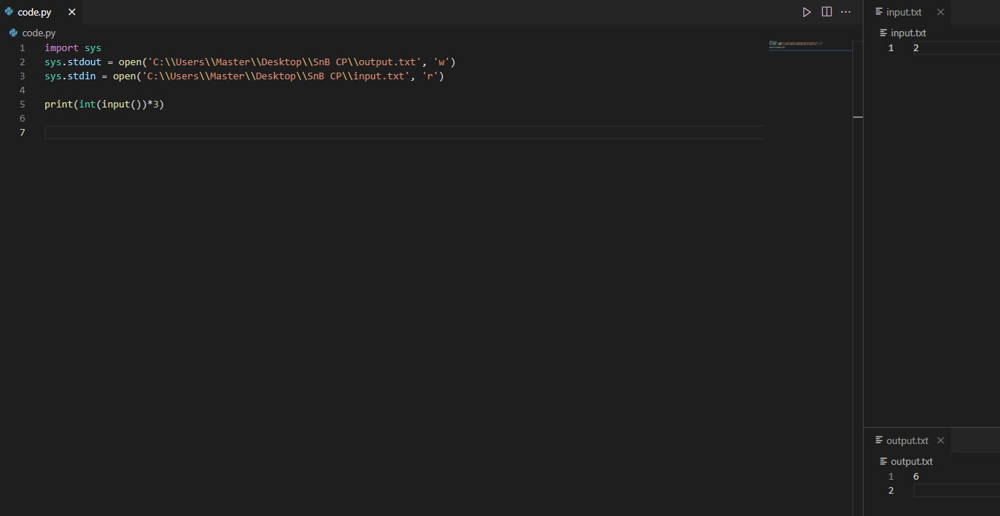 code.py
code.py
1 import sys
2 sys.stdout = open('C:\\Users\\Master\\Desktop\\SnB CP\\output.txt', 'w')
3 sys.stdin = open('C:\\Users\\Master\\Desktop\\SnB CP\\input.txt', 'r')
4
5 print(int(input())*3)
6
7
input.txt
input.txt
1 2
output.txt
output.txt
1 6
2